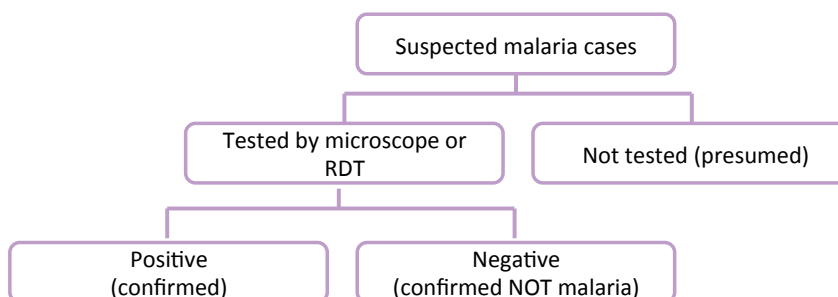 Suspected malaria cases
Tested by microscope or
RDT
Not tested (presumed)
Positive
(confirmed)
Negative
(confirmed NOT malaria)